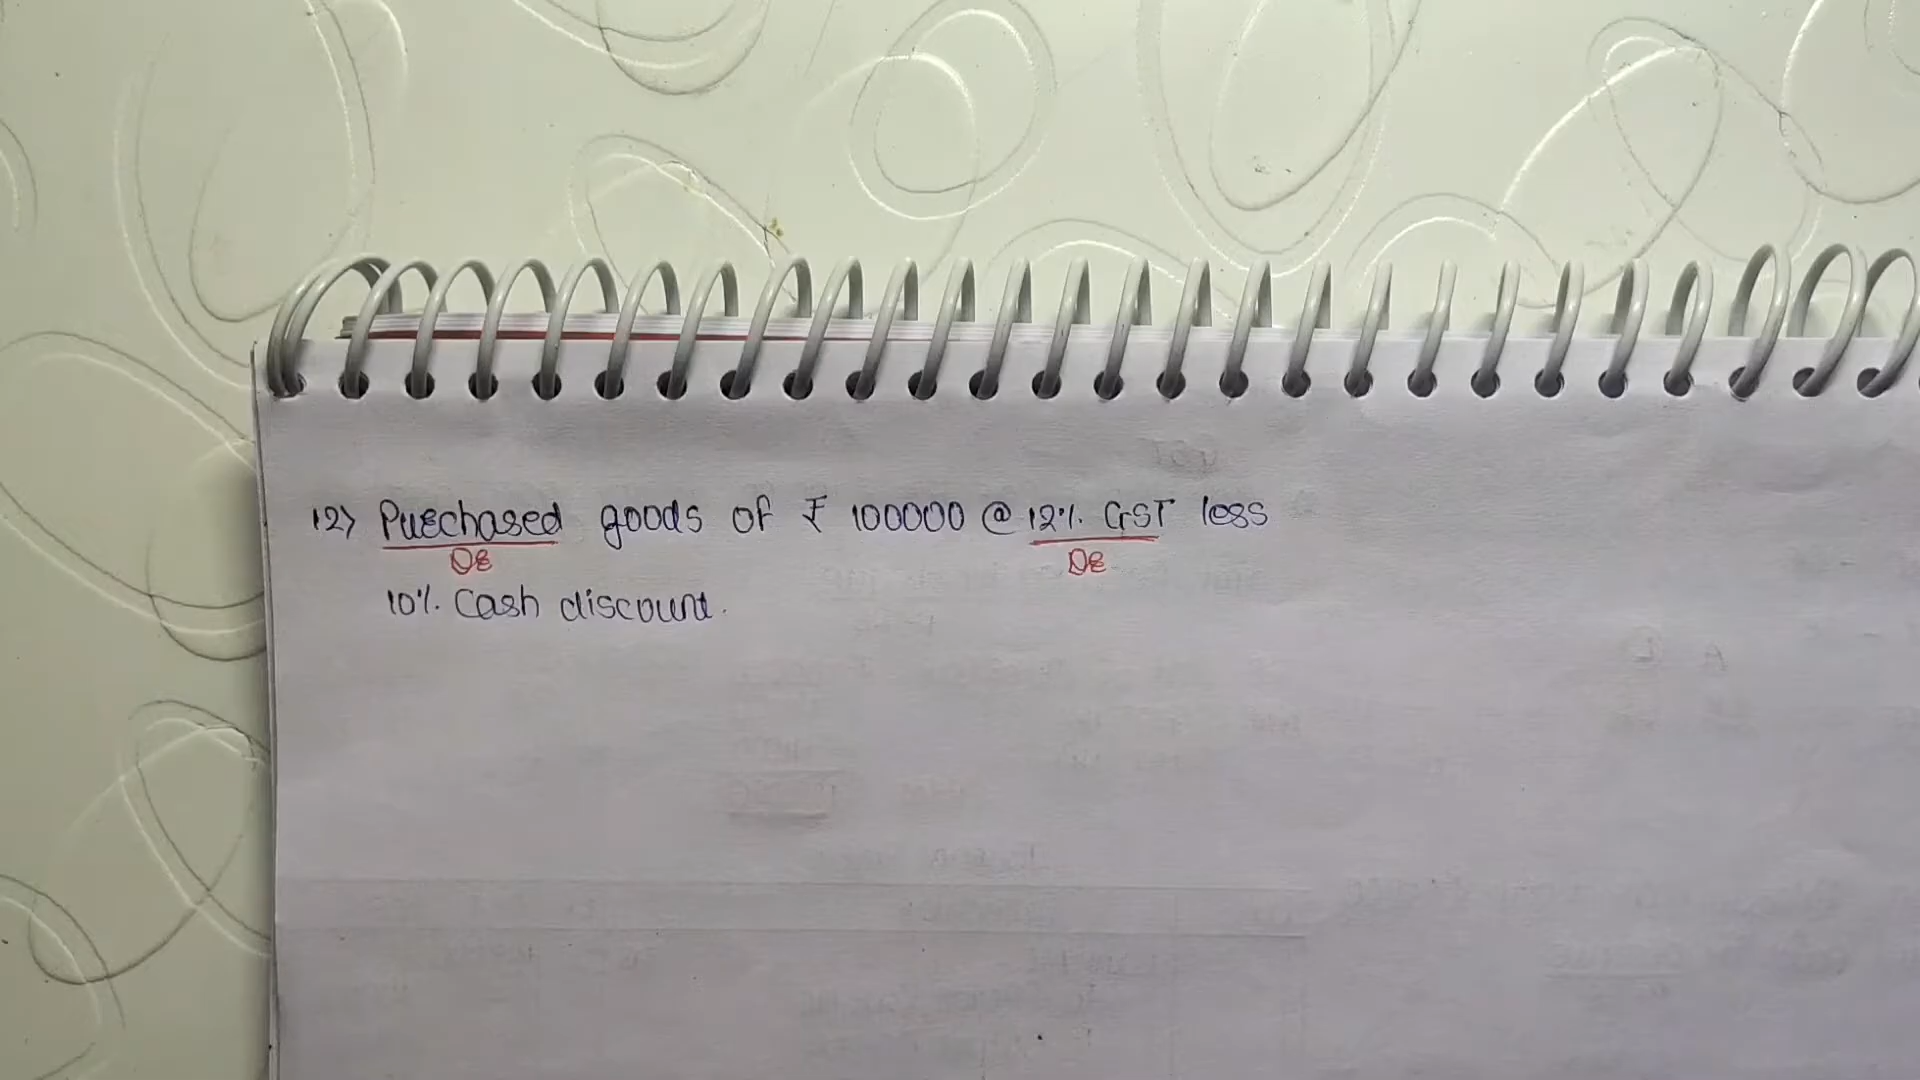 12) Purchased goods of ₹ 100000 @ 12% GST less
Dr Dr
10% Cash discount.